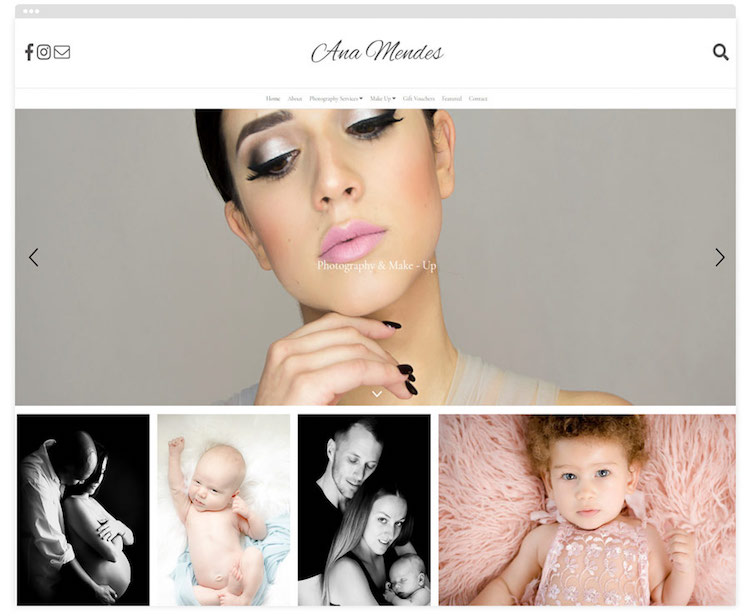 Ana Mendes
Home About Photography Services Make Up Gift Vouchers Featured Contact
Photography & Make - Up